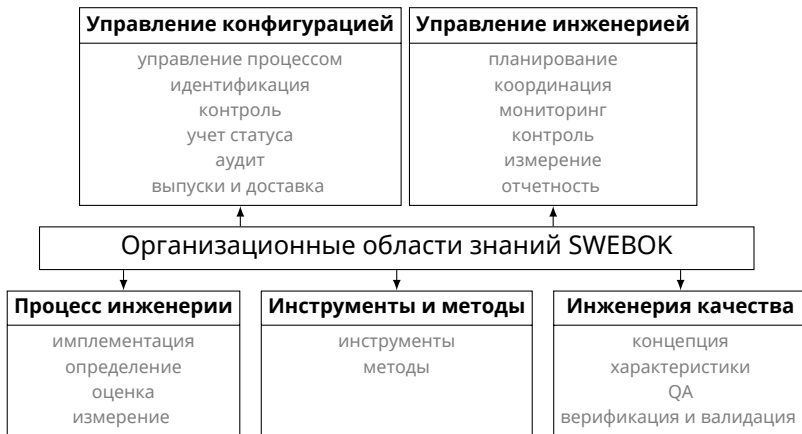 Управление конфигурацией
управление процессом
идентификация
контроль
учет статуса
аудит
выпуски и доставка
Управление инженерией
планирование
координация
мониторинг
контроль
измерение
отчетность
Организационные области знаний SWEBOK
Процесс инженерии
имплементация
определение
оценка
измерение
Инструменты и методы
инструменты
методы
Инженерия качества
концепция
характеристики
QA
верификация и валидация